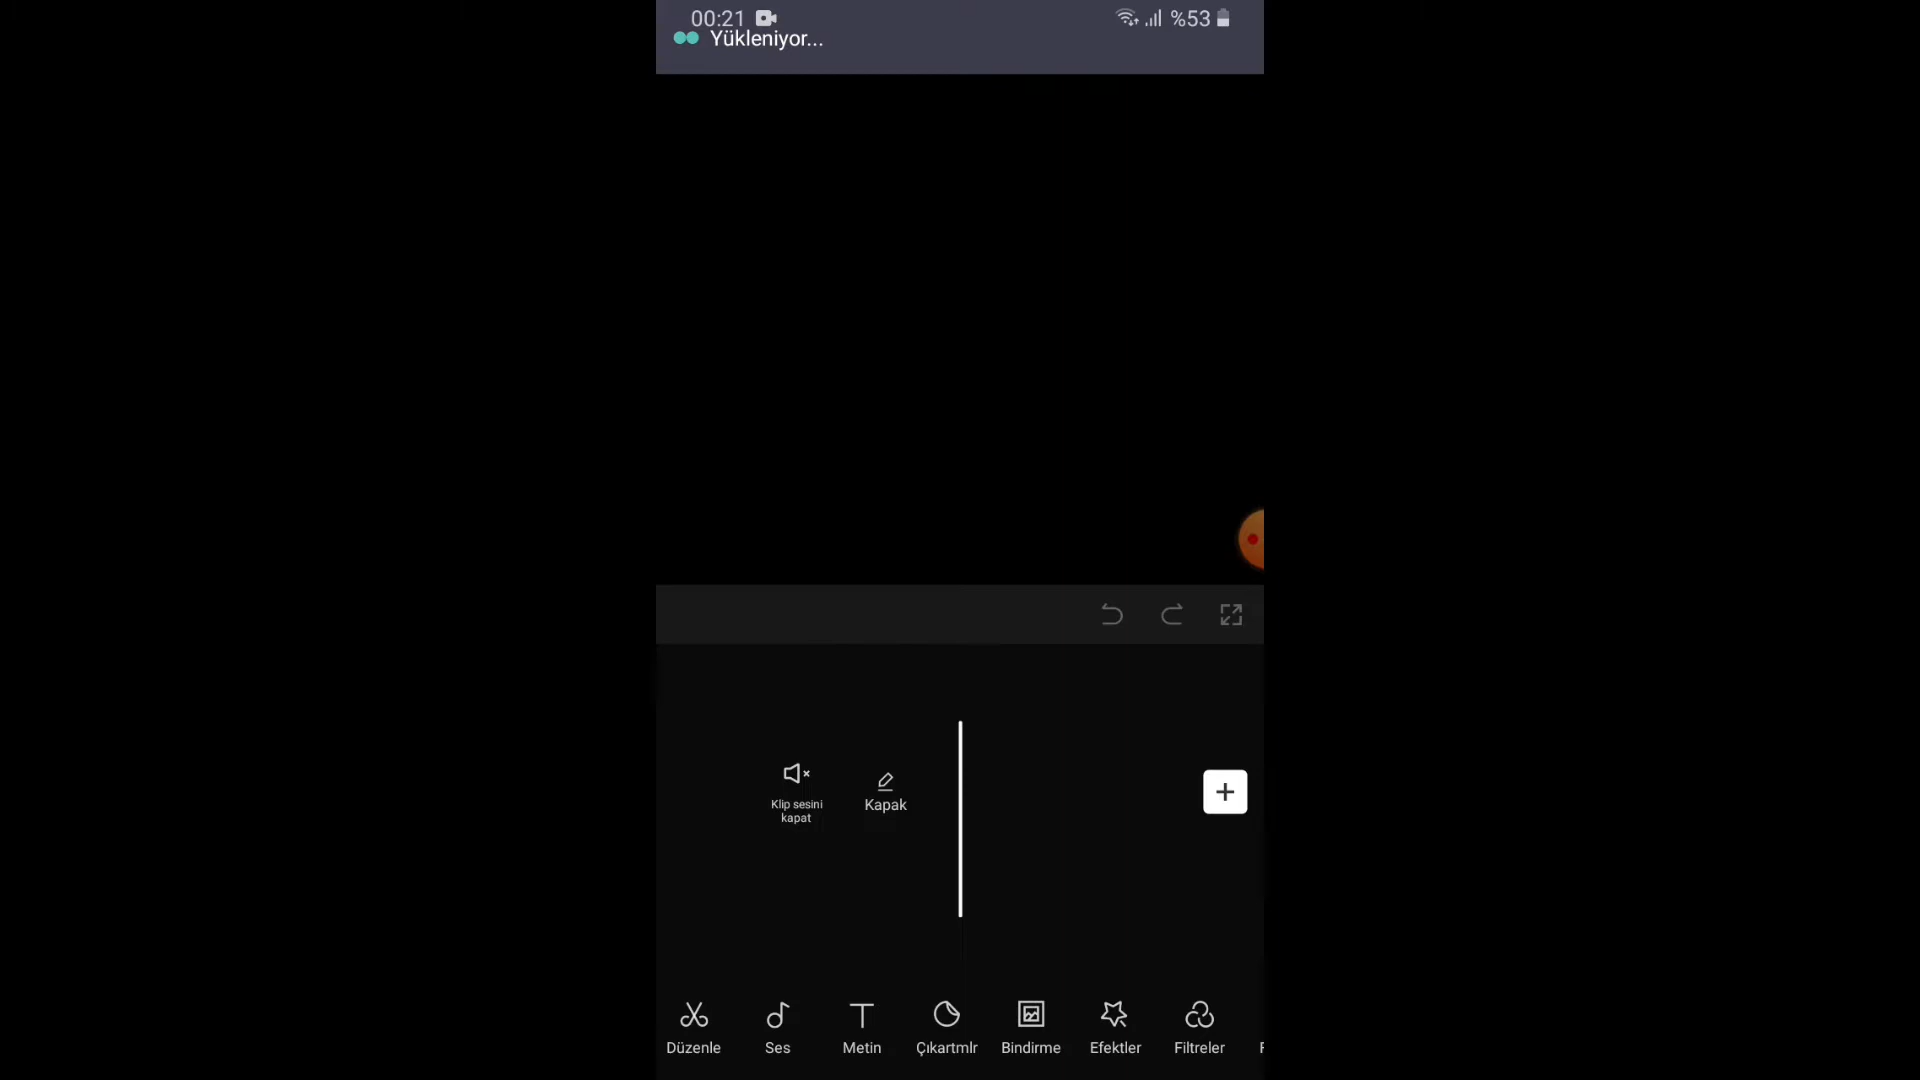 00:21
%53
Yükleniyor...
Klip sesini
kapat
Kapak
Düzenle
Ses
Metin
Çıkartmlr
Bindirme
Efektler
Filtreler